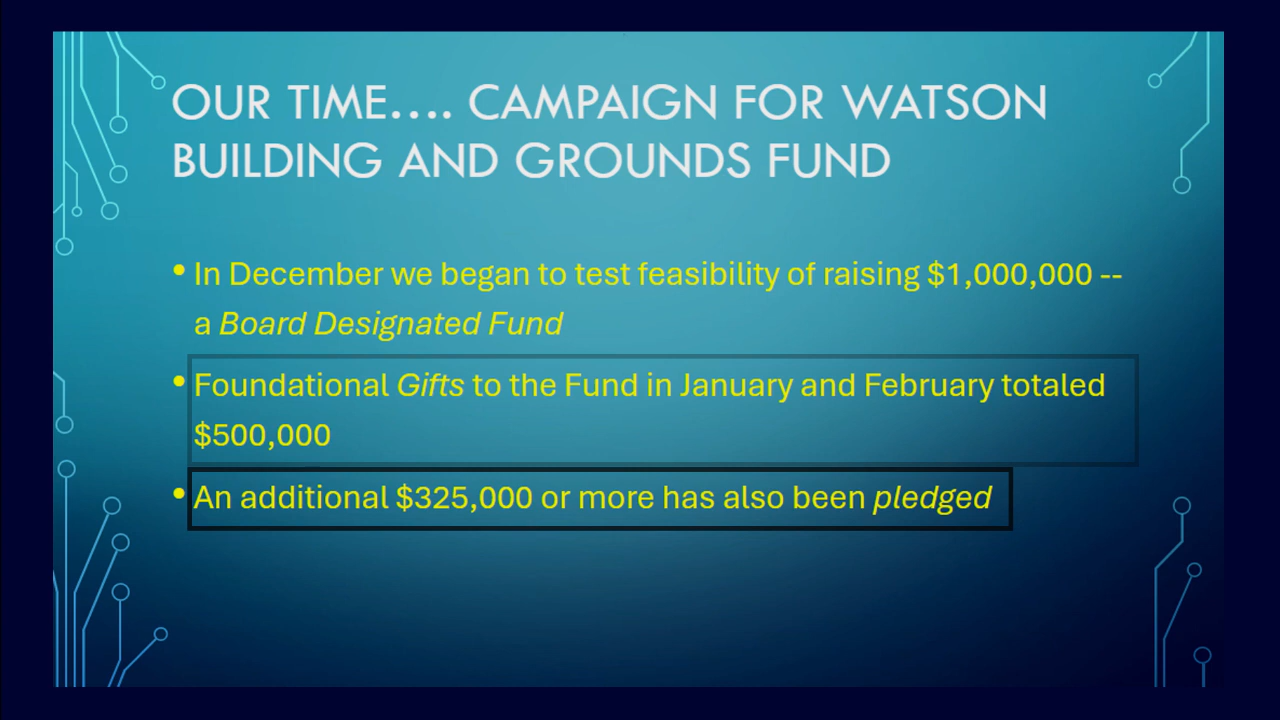 OUR TIME.... CAMPAIGN FOR WATSON
BUILDING AND GROUNDS FUND
• In December we began to test feasibility of raising $1,000,000 --
a Board Designated Fund
• Foundational Gifts to the Fund in January and February totaled
$500,000
• An additional $325,000 or more has also been pledged